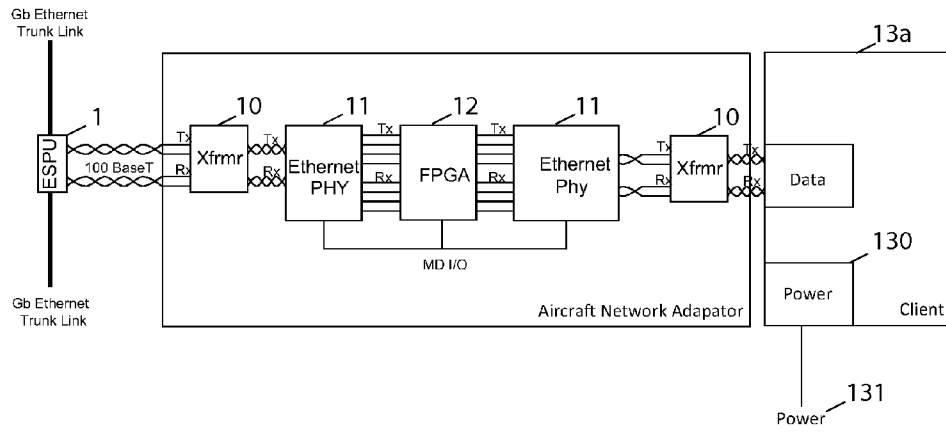 Gb Ethernet
Trunk Link
13a
1
10
11
12
11
10
ESPU
100 BaseT
Tx
Rx
Xfrmr
Tx
Rx
Ethernet
PHY
Tx
Rx
FPGA
Tx
Rx
Ethernet
Phy
Tx
Rx
Xfrmr
Tx
Rx
Data
MD I/O
130
Power
Gb Ethernet
Trunk Link
Aircraft Network Adapator
Client
Power
131